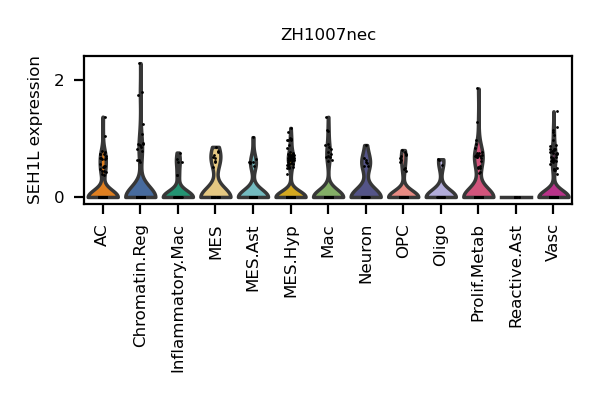 ZH1007nec
SEH1L expression
2
0
AC
Chromatin.Reg
Inflammatory.Mac
MES
MES.Ast
MES.Hyp
Mac
Neuron
OPC
Oligo
Prolif.Metab
Reactive.Ast
Vasc